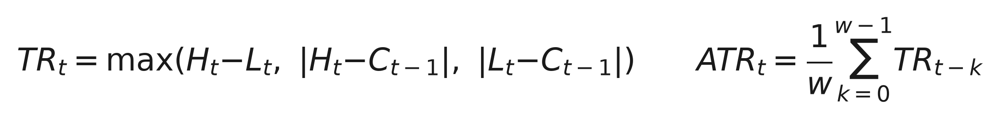 TR_t = max(H_t − L_t, |H_t − C_{t−1}|, |L_t − C_{t−1}|)   ATR_t = \frac{1}{w} \sum_{k=0}^{w−1} TR_{t−k}